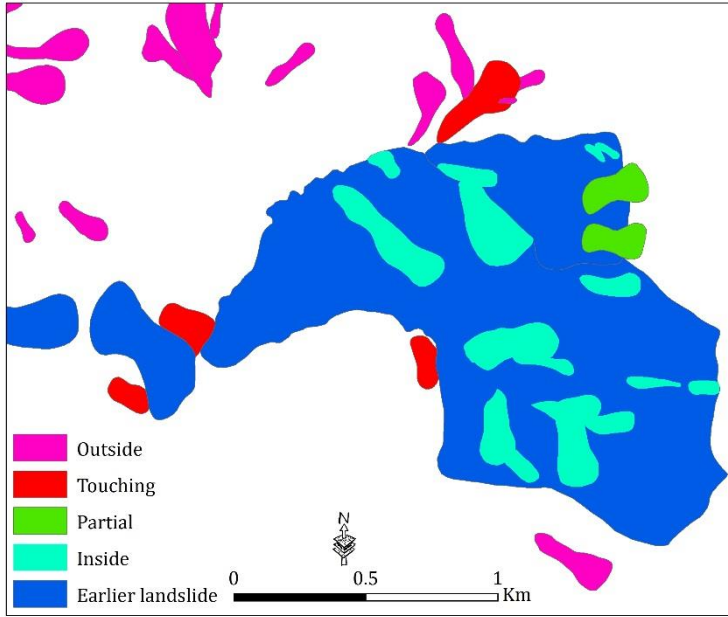 Outside
Touching
Partial
Inside
Earlier landslide
N
0 0.5 1
Km